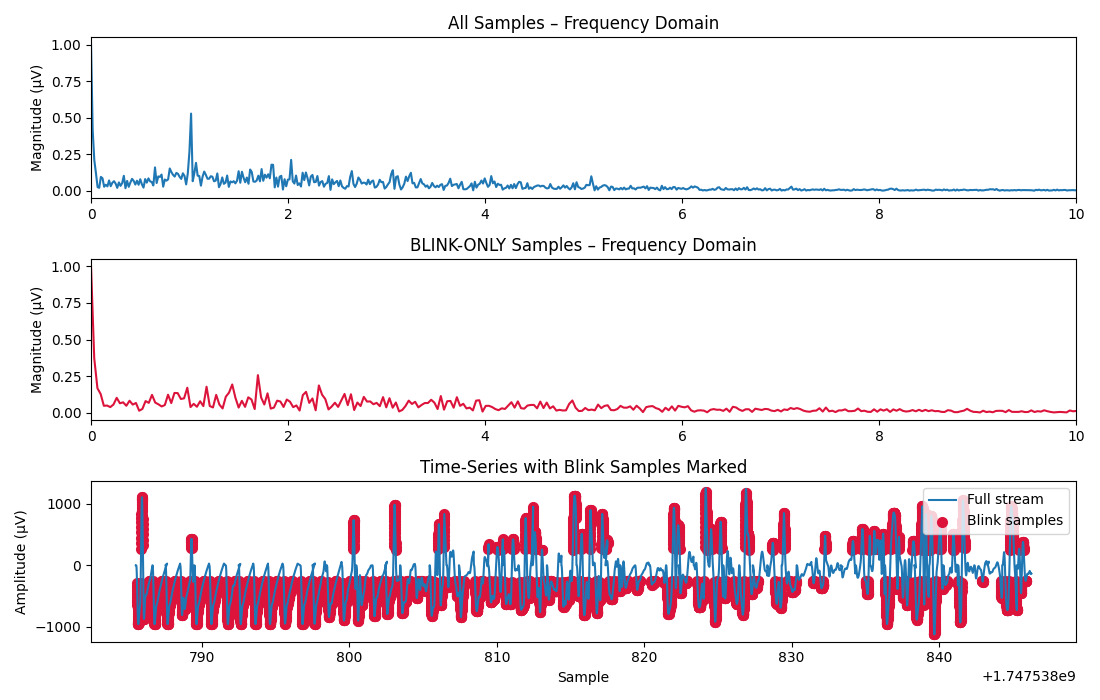 All Samples – Frequency Domain
Magnitude (µV)
1.00
0.75
0.50
0.25
0.00
0 2 4 6 8 10
BLINK-ONLY Samples – Frequency Domain
Magnitude (µV)
1.00
0.75
0.50
0.25
0.00
0 2 4 6 8 10
Time-Series with Blink Samples Marked
Amplitude (µV)
1000
0
−1000
Full stream
Blink samples
790 800 810 820 830 840
Sample
+1.747538e9